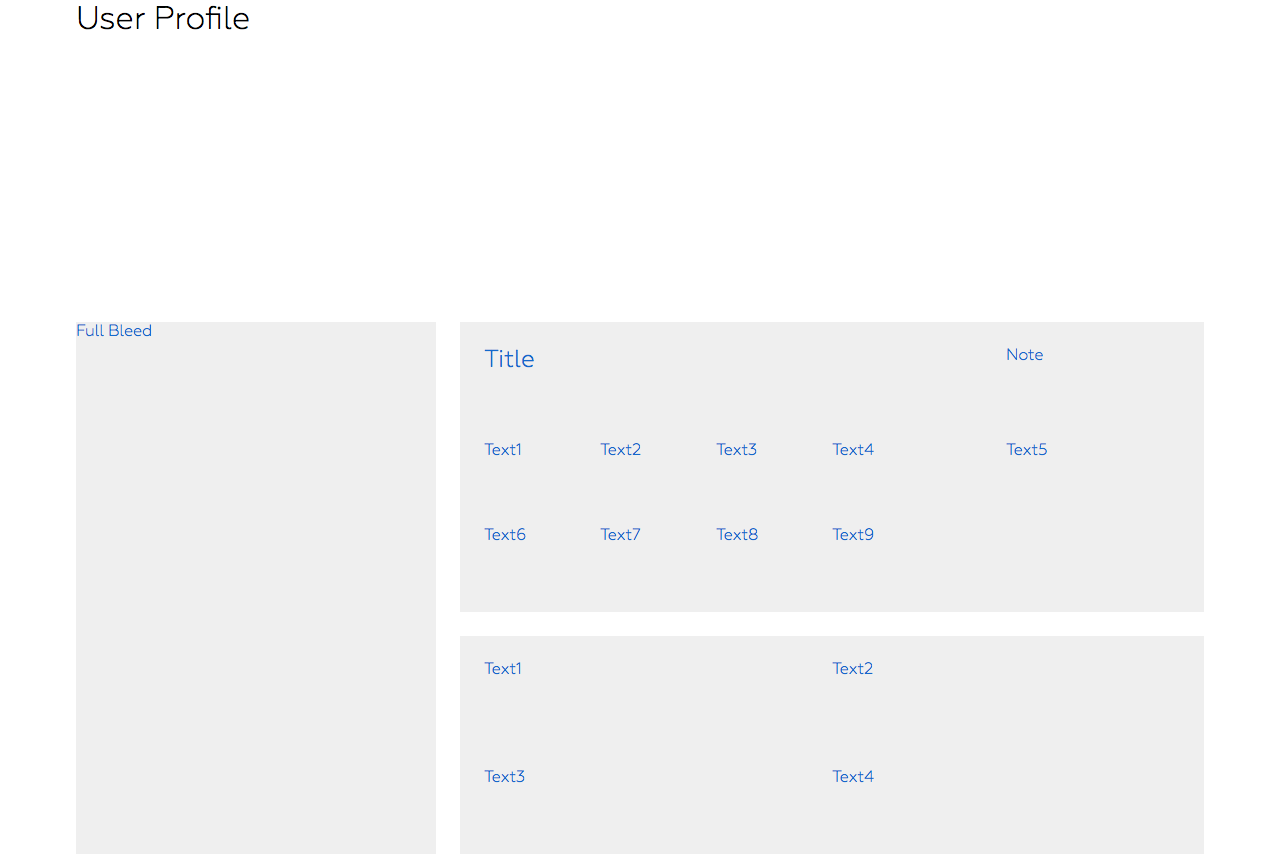 User Profile
Full Bleed
Title Note
Text1 Text2 Text3 Text4 Text5
Text6 Text7 Text8 Text9
Text1 Text2
Text3 Text4